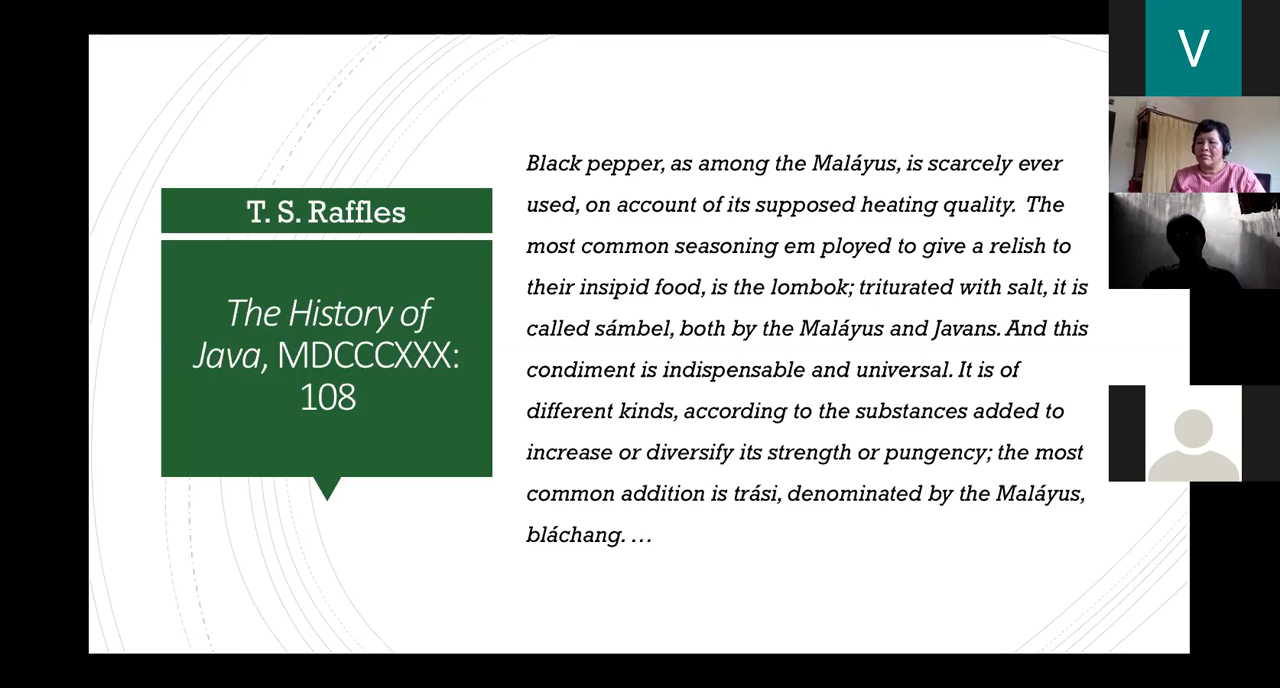 T. S. Raffles
The History of
Java, MDCCCXXX:
108
Black pepper, as among the Maláyus, is scarcely ever
used, on account of its supposed heating quality. The
most common seasoning em ployed to give a relish to
their insipid food, is the lombok; triturated with salt, it is
called sámbel, both by the Maláyus and Javans. And this
condiment is indispensable and universal. It is of
different kinds, according to the substances added to
increase or diversify its strength or pungency; the most
common addition is trási, denominated by the Maláyus,
bláchang. …
V